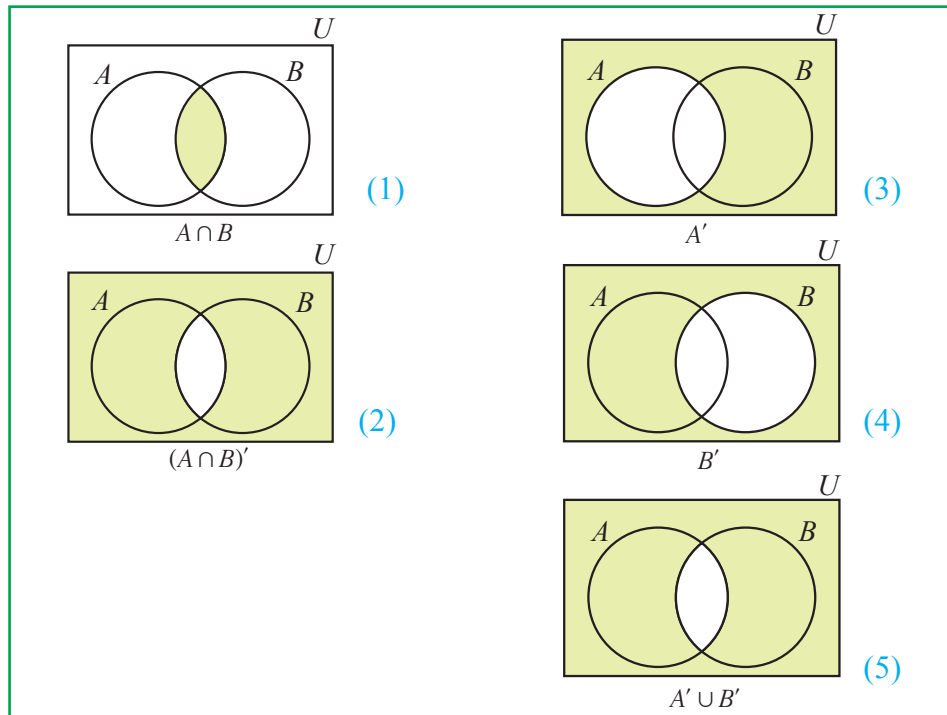 U
A B
(1)
A ∩ B
U
A B
(2)
(A ∩ B)′
U
A B
(3)
A′
U
A B
(4)
B′
U
A B
(5)
A′ ∪ B′